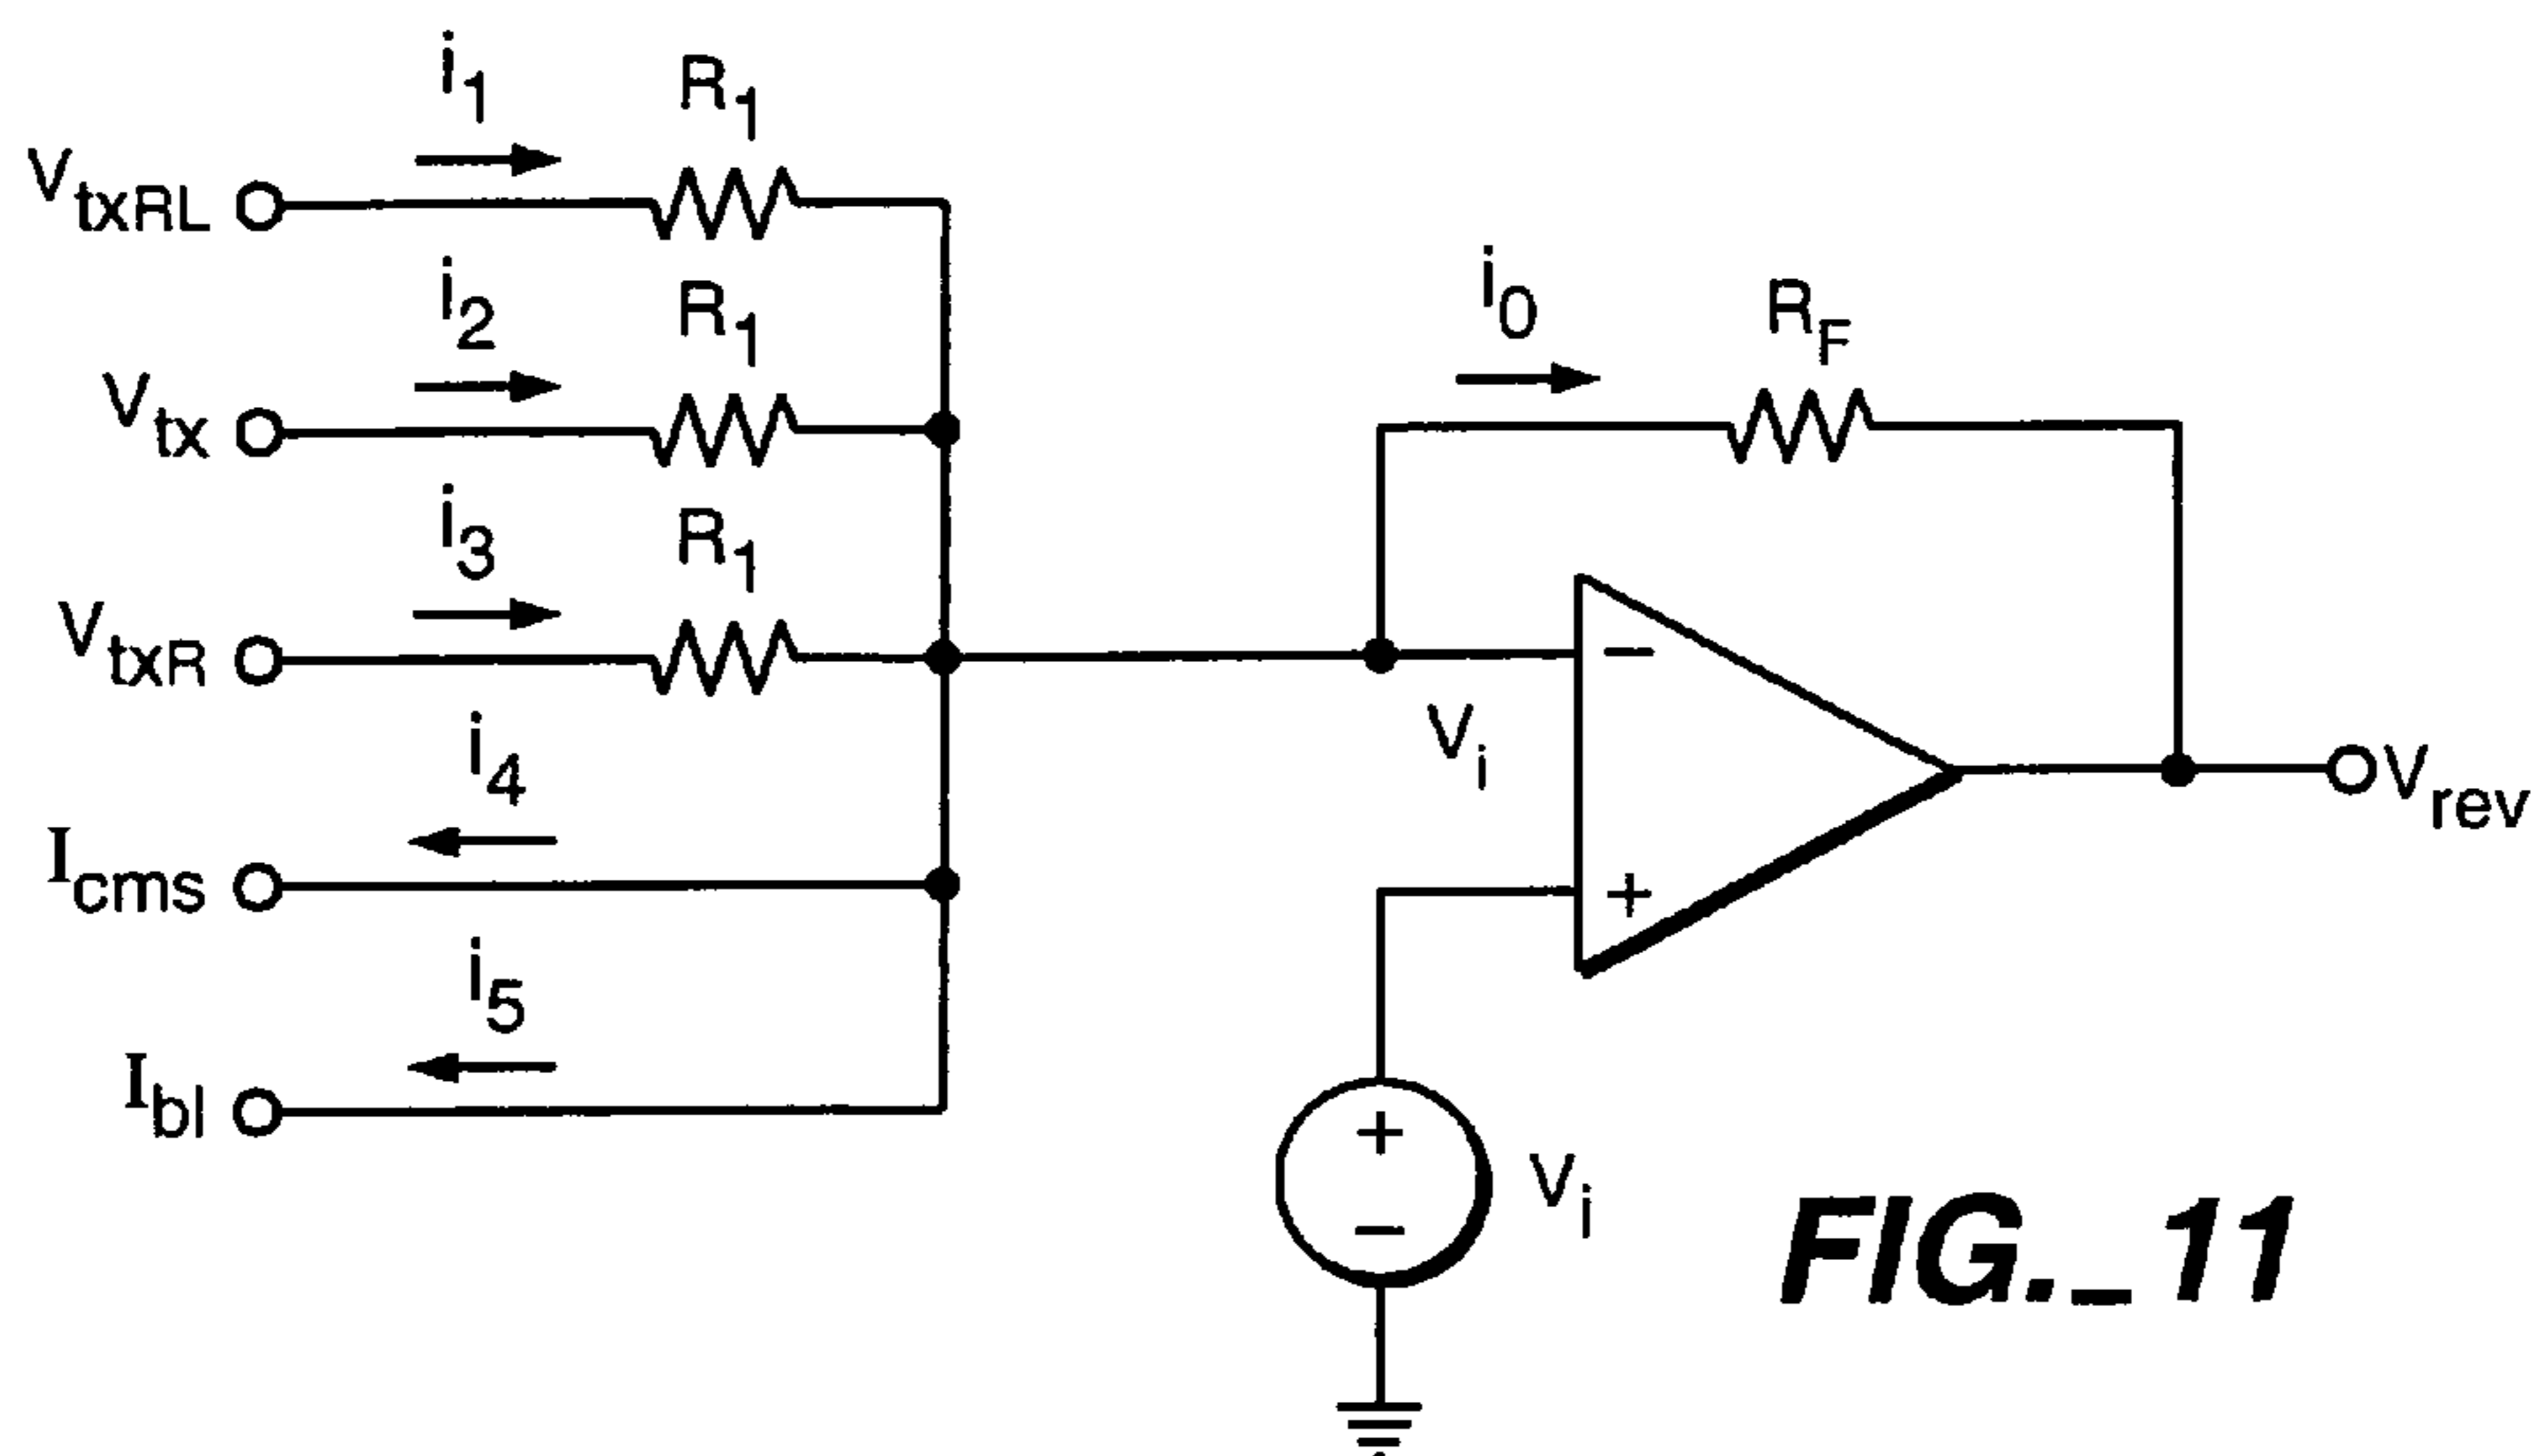 i1
R1
VtxRL
i2
R1
Vtx
i3
R1
VtxR
i4
Icms
i5
Ibl
i0
RF
−
Vi
+
Vrev
+
−
Vi
FIG._11